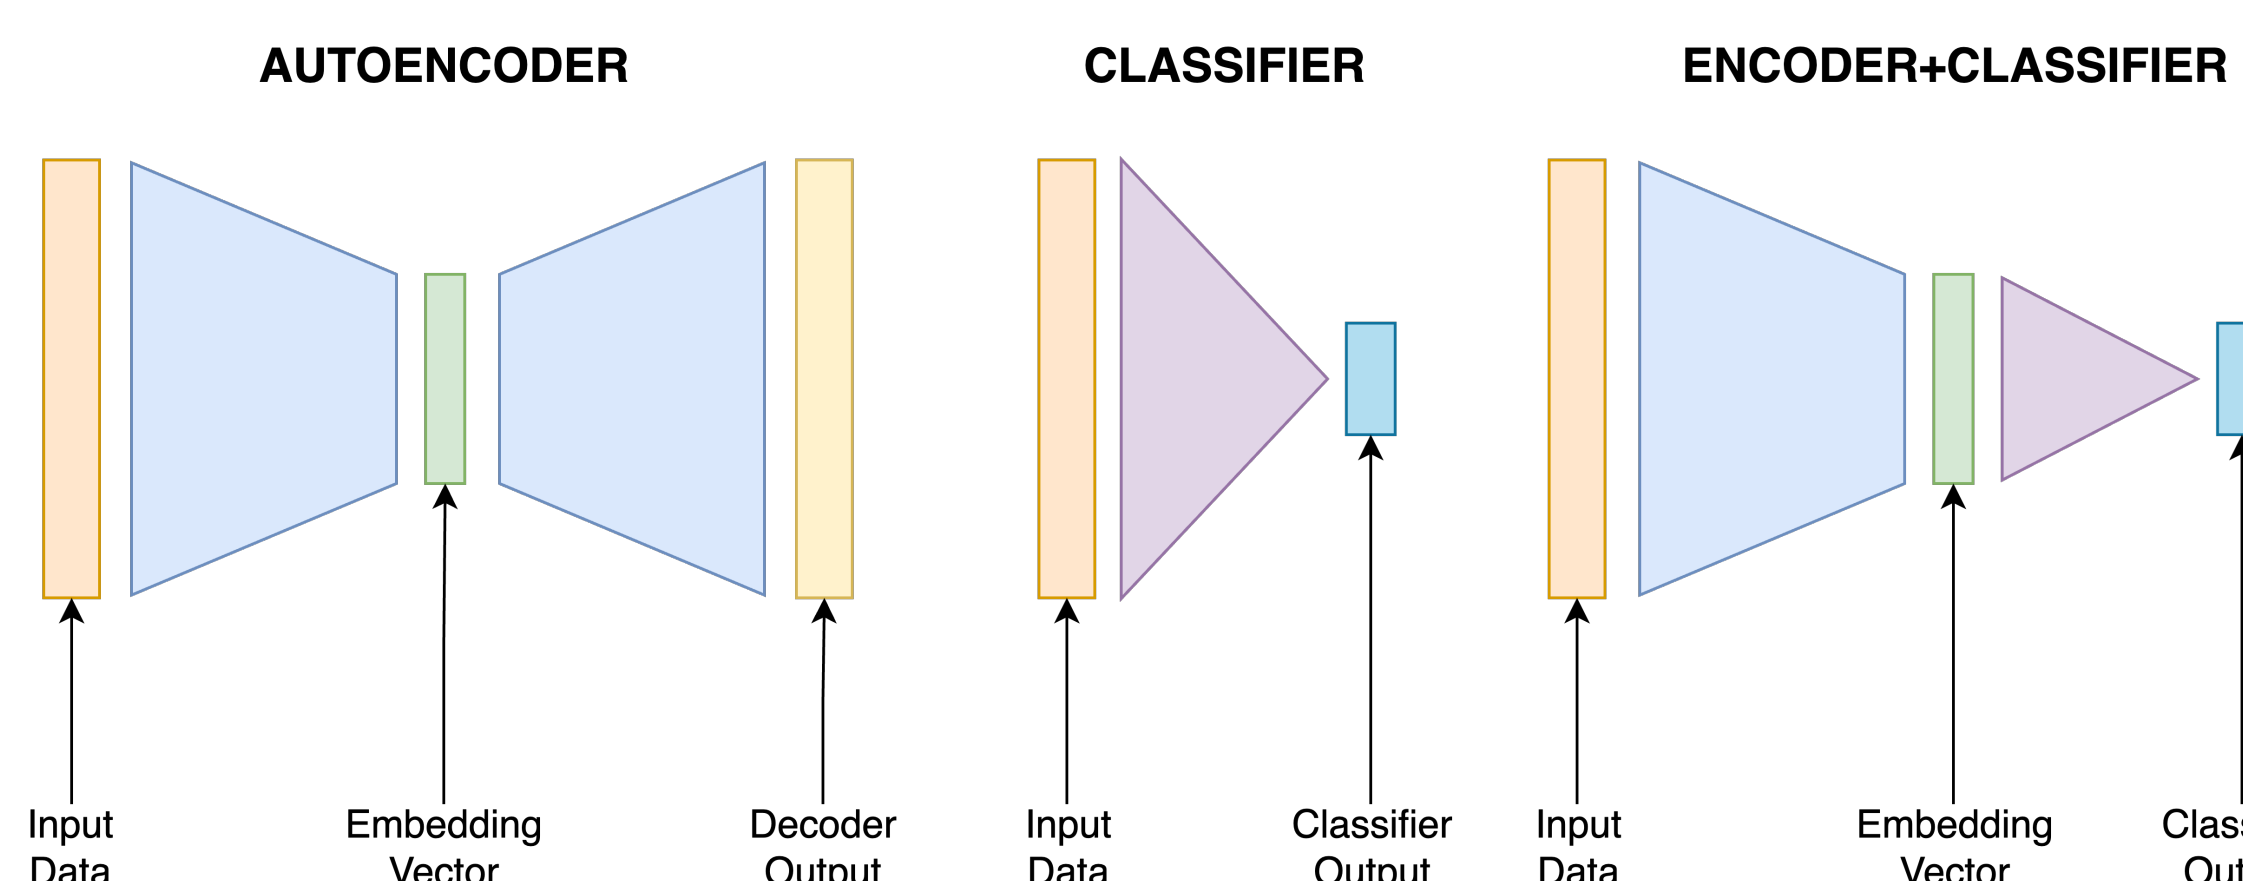 AUTOENCODER
CLASSIFIER
ENCODER+CLASSIFIER
Input
Data
Embedding
Vector
Decoder
Output
Input
Data
Classifier
Output
Input
Data
Embedding
Vector